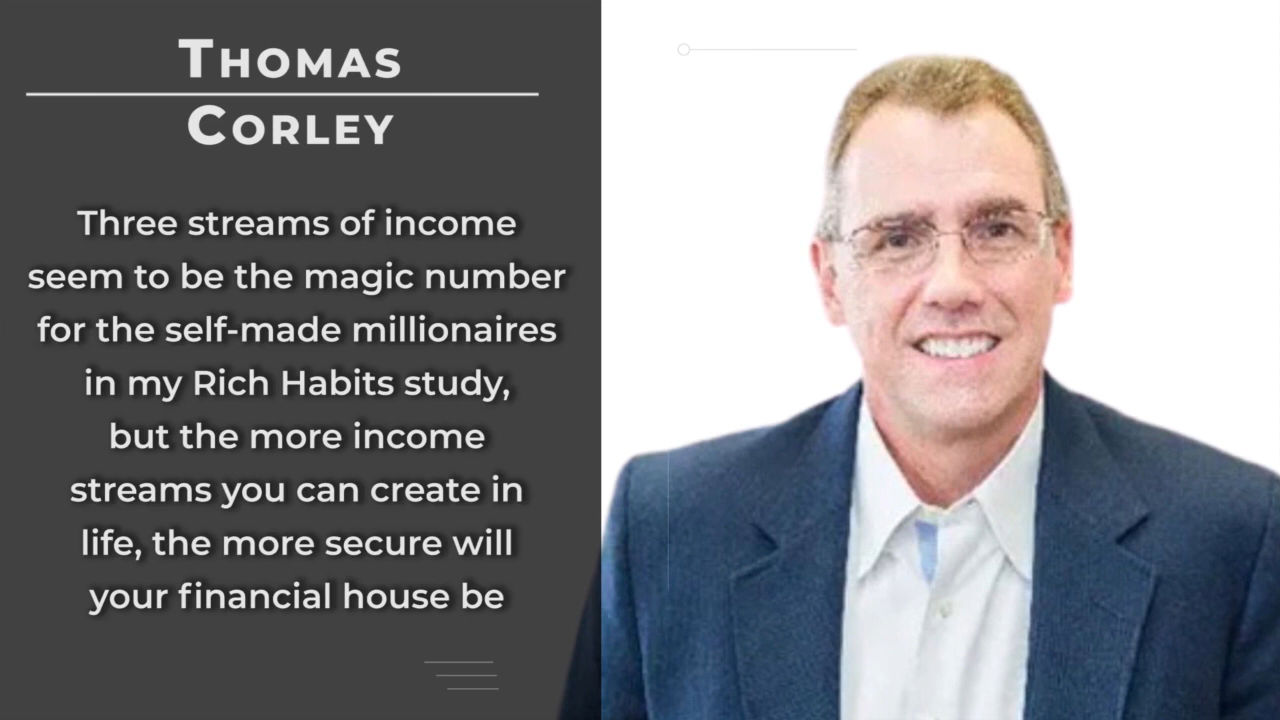 THOMAS
CORLEY
Three streams of income
seem to be the magic number
for the self-made millionaires
in my Rich Habits study,
but the more income
streams you can create in
life, the more secure will
your financial house be